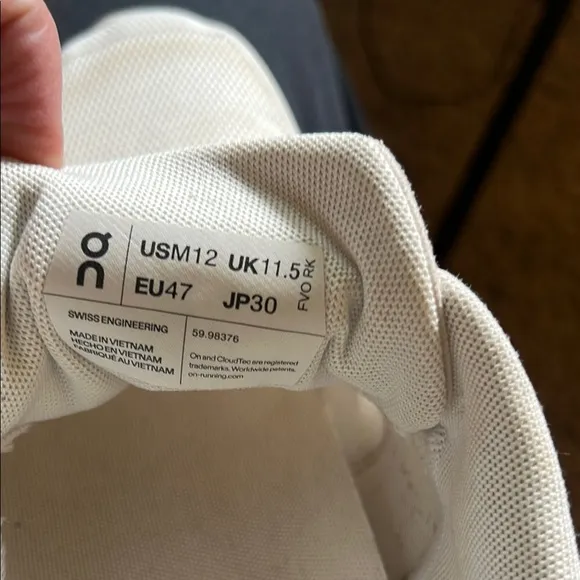 on
USM12 UK11.5
EU47 JP30
FVO RK
SWISS ENGINEERING
MADE IN VIETNAM
HECHO EN VIETNAM
FABRIQUÉ AU VIETNAM
59.98376
On and CloudTec are registered
trademarks. Worldwide patents.
on-running.com